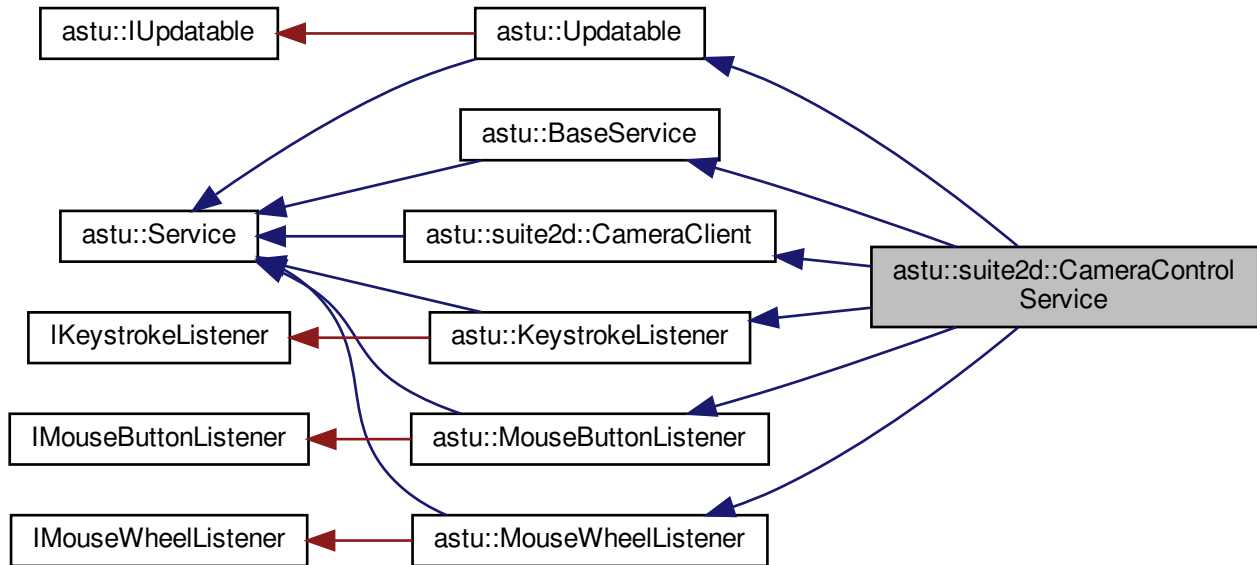 astu::IUpdatable
astu::Updatable
astu::BaseService
astu::Service
astu::suite2d::CameraClient
astu::suite2d::CameraControl
Service
IKeystrokeListener
astu::KeystrokeListener
IMouseButtonListener
astu::MouseButtonListener
IMouseWheelListener
astu::MouseWheelListener